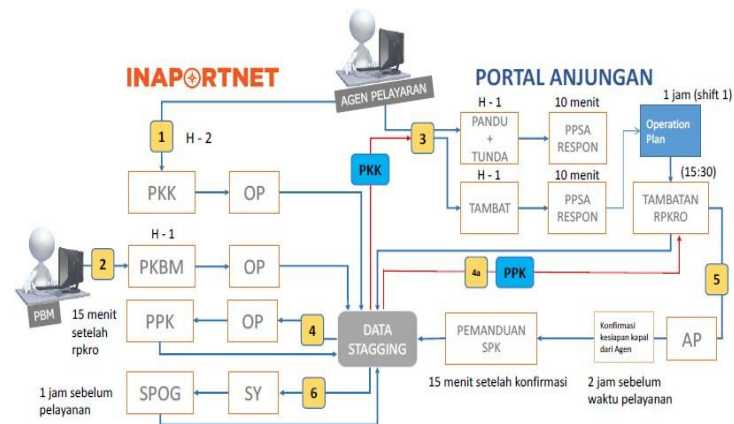 INAPORTNET
AGEN PELAYARAN
PORTAL ANJUNGAN
1
H - 2
PKK
OP
H - 1
2
PKBM
OP
PBM
15 menit
setelah
rpkro
PPK
OP
4
1 jam sebelum
pelayanan
SPOG
SY
6
DATA
STAGGING
PKK
3
H - 1
PANDU
+
TUNDA
10 menit
PPSA
RESPON
1 jam (shift 1)
Operation
Plan
H - 1
TAMBAT
10 menit
PPSA
RESPON
(15:30)
TAMBATAN
RPKRO
4a
PPK
5
PEMANDUAN
SPK
15 menit setelah konfirmasi
Konfirmasi
kesiapan kapal
dari Agen
AP
2 jam sebelum
waktu pelayanan